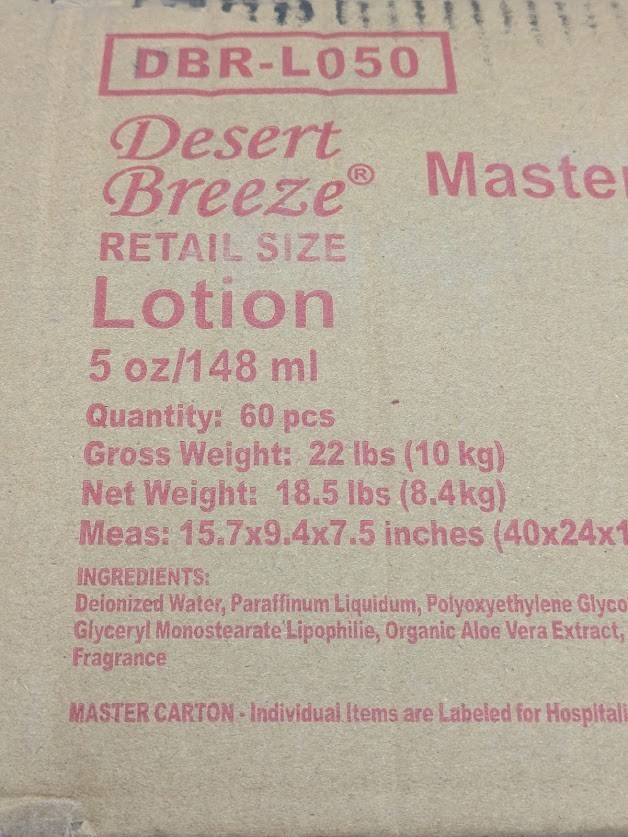 DBR-L050
Desert
Breeze®
Master
RETAIL SIZE
Lotion
5 oz/148 ml
Quantity: 60 pcs
Gross Weight: 22 lbs (10 kg)
Net Weight: 18.5 lbs (8.4kg)
Meas: 15.7x9.4x7.5 inches (40x24x1
INGREDIENTS:
Deionized Water, Paraffinum Liquidum, Polyoxyethylene Glyco
Glyceryl Monostearate Lipophilie, Organic Aloe Vera Extract,
Fragrance
MASTER CARTON - Individual Items are Labeled for Hospitali